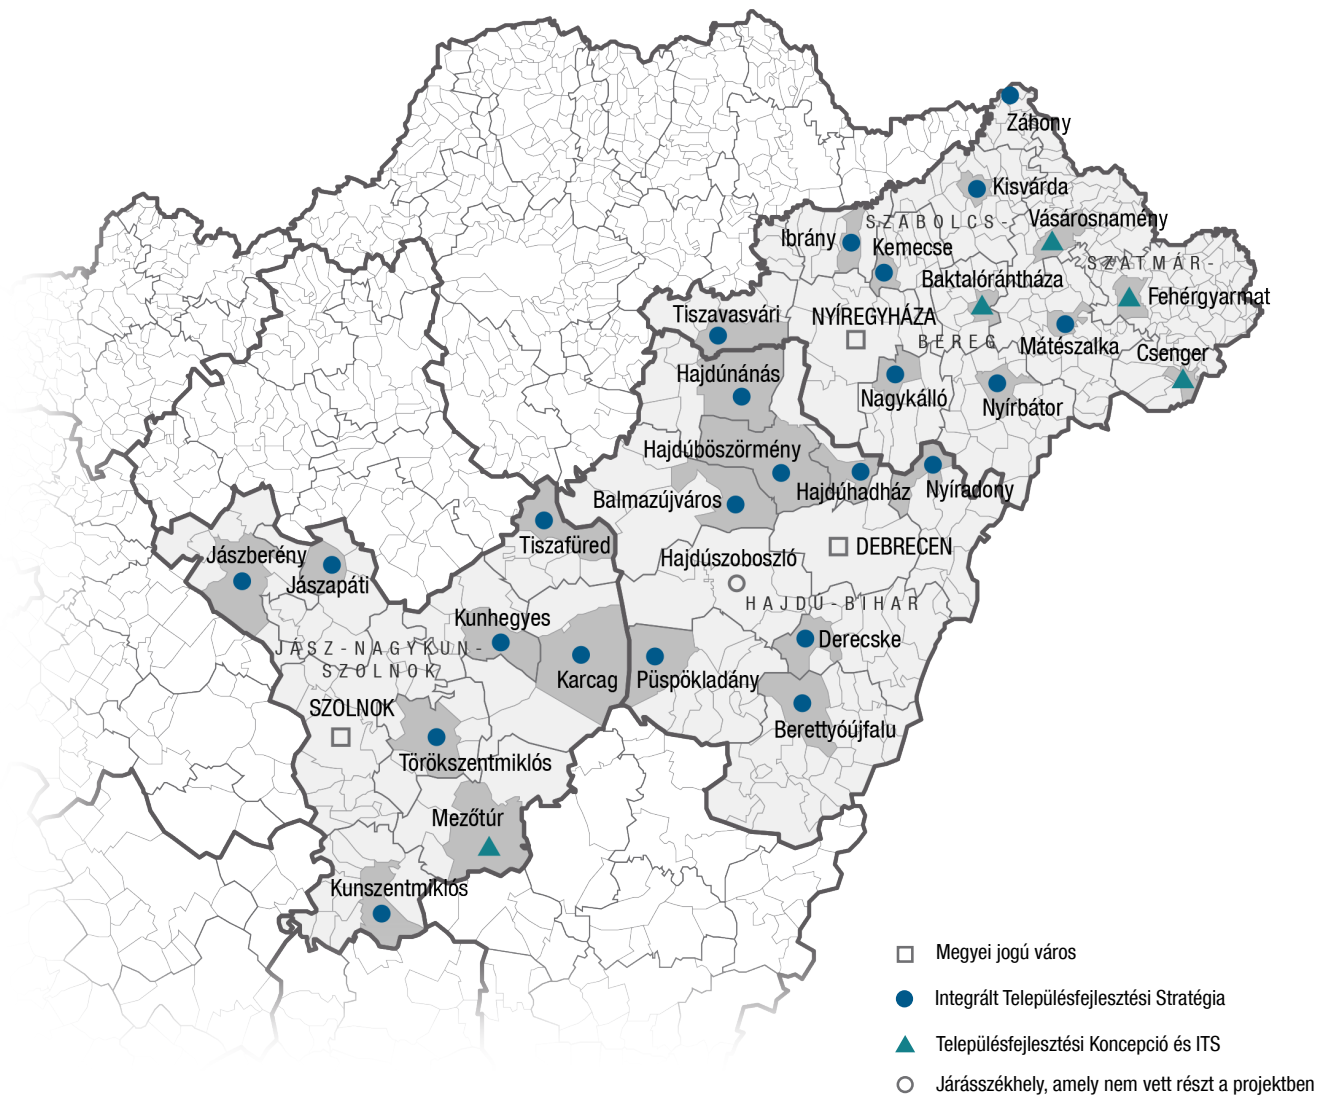 Záhony
Kisvárda
SZABOLCS-
Vásárosnamény
Ibrány
Kemecse
SZATMÁR-
Baktalórántháza
Fehérgyarmat
Tiszavasvári
NYÍREGYHÁZA
BEREG
Mátészalka
Csenger
Hajdúnánás
Nagykálló
Nyírbátor
Hajdúböszörmény
Balmazújváros
Hajdúhadház
Nyíradony
Tiszafüred
Hajdúszoboszló
DEBRECEN
Jászberény
Jászapáti
HAJDU-BIHAR
Kunhegyes
Derecske
JÁSZ-NAGYKUN-
SZOLNOK
Karcag
Püspökladány
SZOLNOK
Berettyóújfalu
Törökszentmiklós
Mezőtúr
Kunszentmiklós
Megyei jogú város
Integrált Településfejlesztési Stratégia
Településfejlesztési Koncepció és ITS
Járásszékhely, amely nem vett részt a projektben